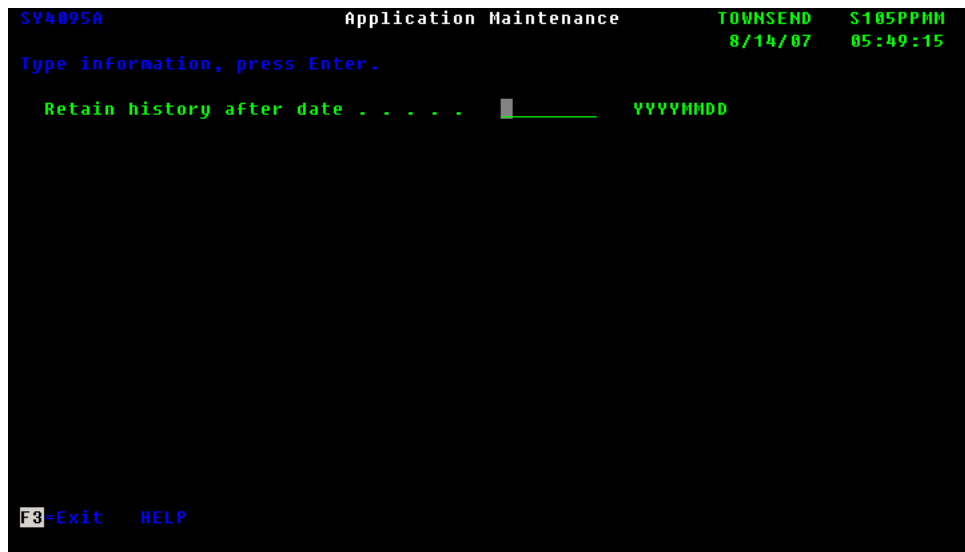 SY4095A Application Maintenance TOWNSEND S105PPMM
8/14/07 05:49:15
Type information, press Enter.
Retain history after date . . . . . YYYYMMDD
F3=Exit HELP